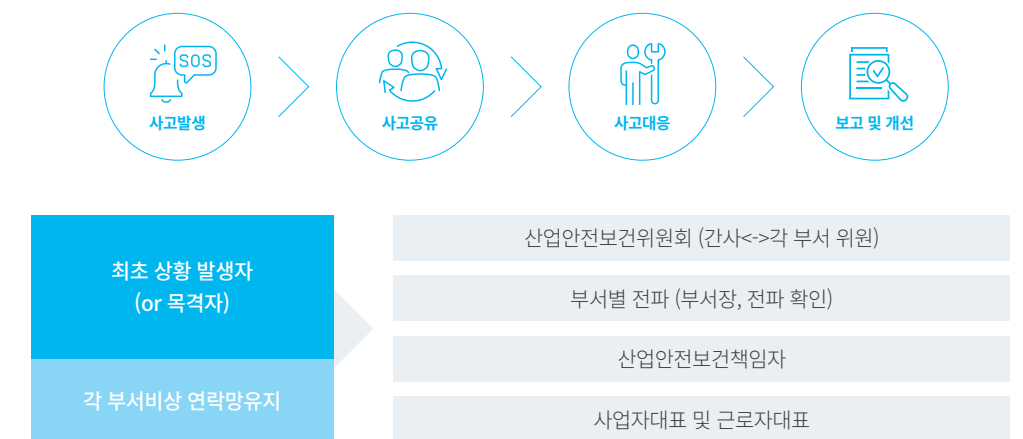 SOS
사고발생
사고공유
사고대응
보고 및 개선
최초 상황 발생자
(or 목격자)
각 부서비상 연락망유지
산업안전보건위원회 (간사<->각 부서 위원)
부서별 전파 (부서장, 전파 확인)
산업안전보건책임자
사업자대표 및 근로자대표